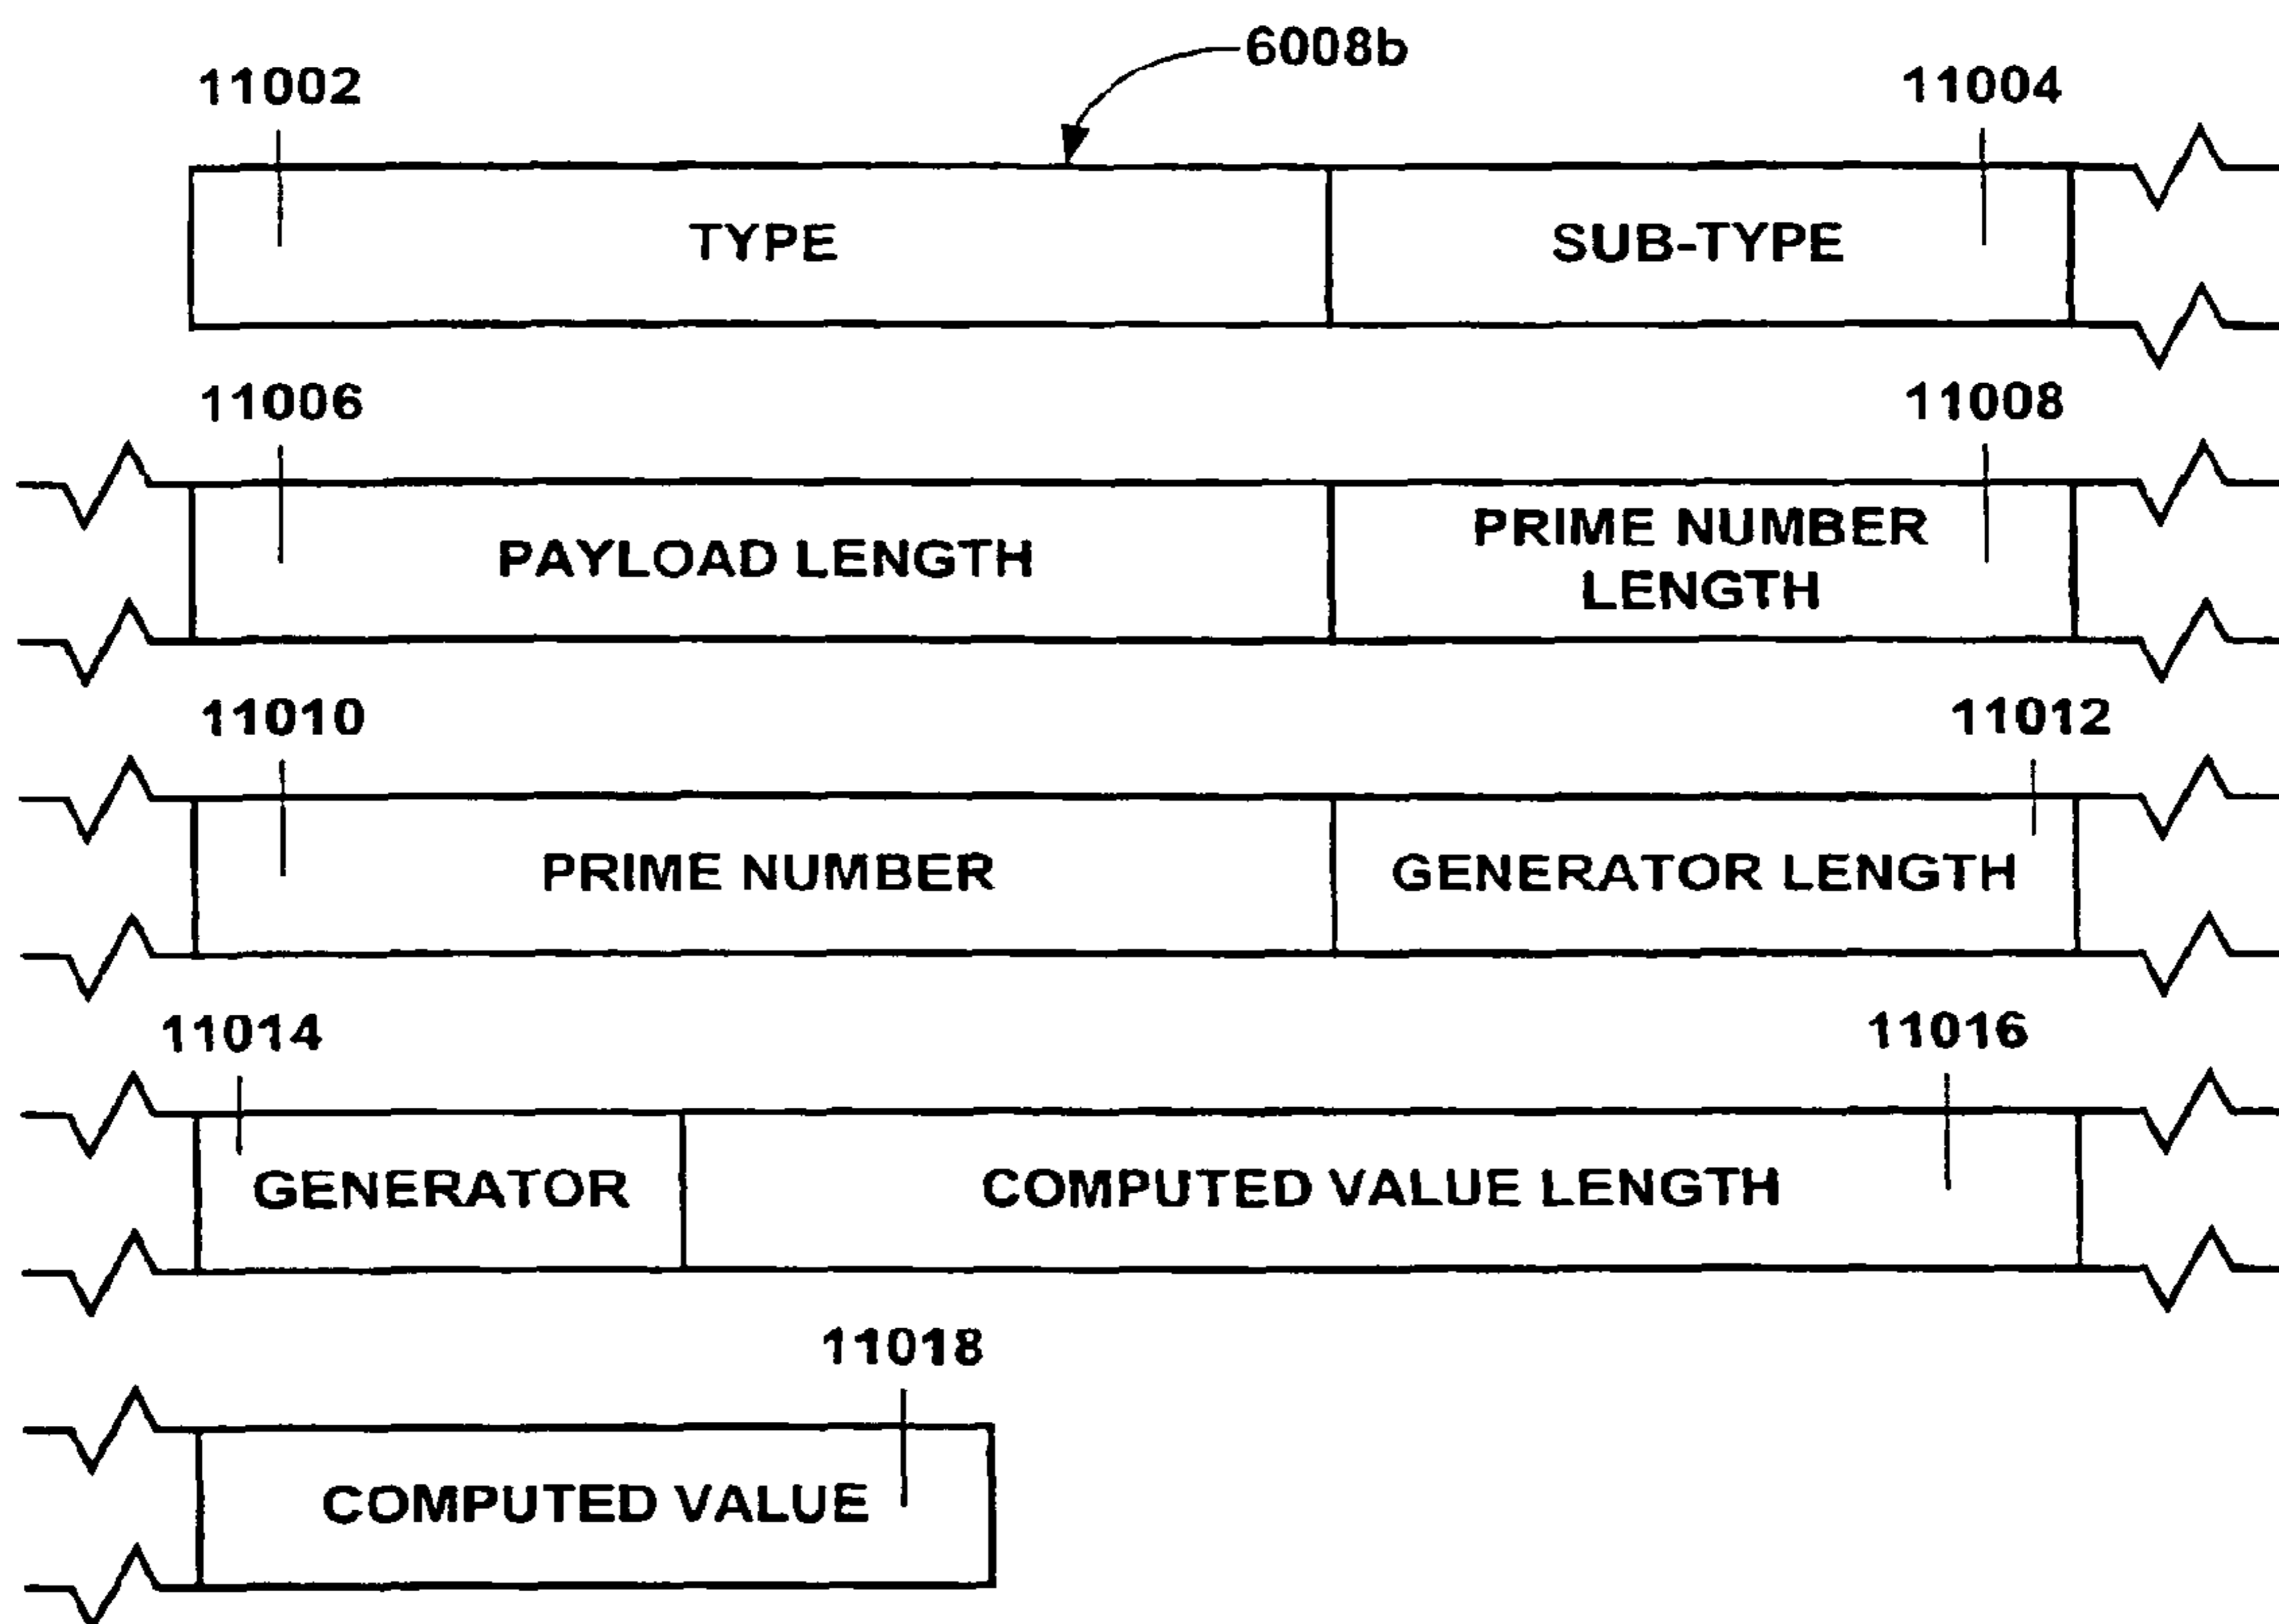 6008b
11002
11004
TYPE
SUB-TYPE
11006
11008
PAYLOAD LENGTH
PRIME NUMBER
LENGTH
11010
11012
PRIME NUMBER
GENERATOR LENGTH
11014
11016
GENERATOR
COMPUTED VALUE LENGTH
11018
COMPUTED VALUE